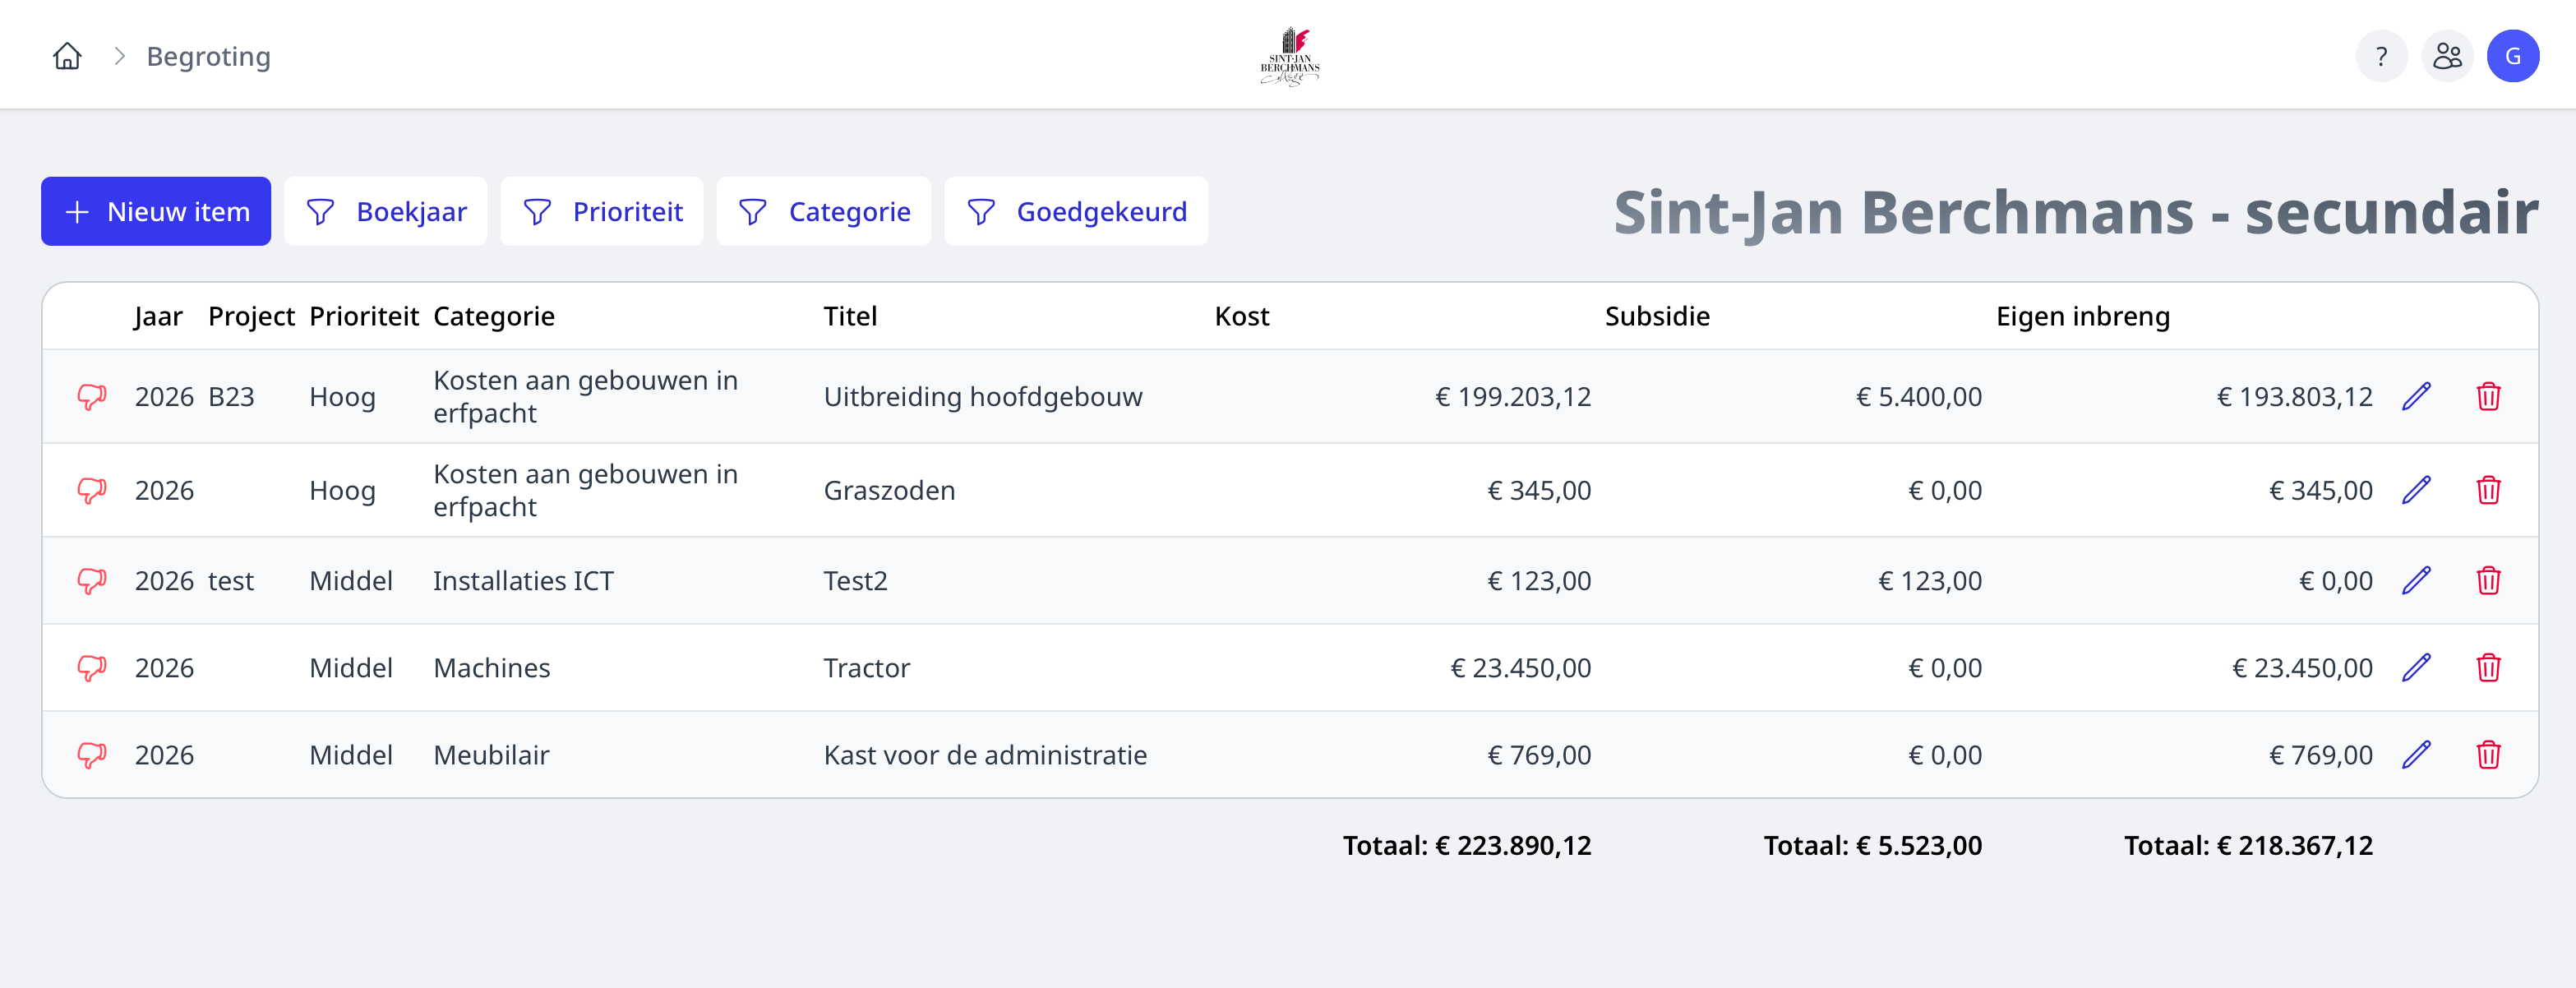 Begroting
SINT-JAN
BERCHMANS
?
G
Nieuw item
Boekjaar
Prioriteit
Categorie
Goedgekeurd
Sint-Jan Berchmans - secundair
Jaar Project Prioriteit Categorie Titel Kost Subsidie Eigen inbreng
2026 B23 Hoog Kosten aan gebouwen in erfpacht Uitbreiding hoofdgebouw € 199.203,12 € 5.400,00 € 193.803,12
2026 Hoog Kosten aan gebouwen in erfpacht Graszoden € 345,00 € 0,00 € 345,00
2026 test Middel Installaties ICT Test2 € 123,00 € 123,00 € 0,00
2026 Middel Machines Tractor € 23.450,00 € 0,00 € 23.450,00
2026 Middel Meubilair Kast voor de administratie € 769,00 € 0,00 € 769,00
Totaal: € 223.890,12 Totaal: € 5.523,00 Totaal: € 218.367,12